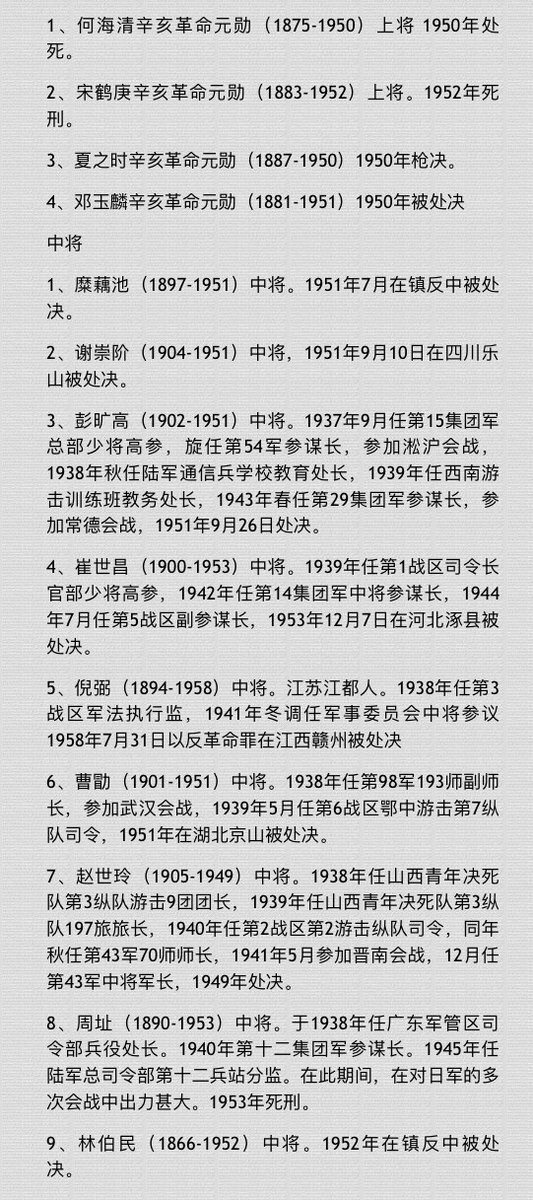 1、何海清辛亥革命元勋（1875-1950）上将 1950年处
死。
2、宋鹤庚辛亥革命元勋（1883-1952）上将。1952年死
刑。
3、夏之时辛亥革命元勋（1887-1950）1950年枪决。
4、邓玉麟辛亥革命元勋（1881-1951）1950年被处决
中将
1、糜藕池（1897-1951）中将。1951年7月在镇反中被处
决。
2、谢崇阶（1904-1951）中将，1951年9月10日在四川乐
山被处决。
3、彭旷高（1902-1951）中将。1937年9月任第15集团军
总部少将高参，旋任第54军参谋长，参加淞沪会战，
1938年秋任陆军通信兵学校教育处长，1939年任西南游
击训练班教务处长，1943年春任第29集团军参谋长，参
加常德会战，1951年9月26日处决。
4、崔世昌（1900-1953）中将。1939年任第1战区司令长
官部少将高参，1942年任第14集团军中将参谋长，1944
年7月任第5战区副参谋长，1953年12月7日在河北涿县被
处决。
5、倪弼（1894-1958）中将。江苏江都人。1938年任第3
战区军法执行监，1941年冬调任军事委员会中将参议
1958年7月31日以反革命罪在江西赣州被处决
6、曹勖（1901-1951）中将。1938年任第98军193师副师
长，参加武汉会战，1939年5月任第6战区鄂中游击第7纵
队司令，1951年在湖北京山被处决。
7、赵世玲（1905-1949）中将。1938年任山西青年决死
队第3纵队游击9团团长，1939年任山西青年决死队第3纵
队197旅旅长，1940年任第2战区第2游击纵队司令，同年
秋任第43军70师师长，1941年5月参加晋南会战，12月任
第43军中将军长，1949年处决。
8、周址（1890-1953）中将。于1938年任广东军管区司
令部兵役处长。1940年第十二集团军参谋长。1945年任
陆军总司令部第十二兵站分监。在此期间，在对日军的多
次会战中出力甚大。1953年死刑。
9、林伯民（1866-1952）中将。1952年在镇反中被处
决。